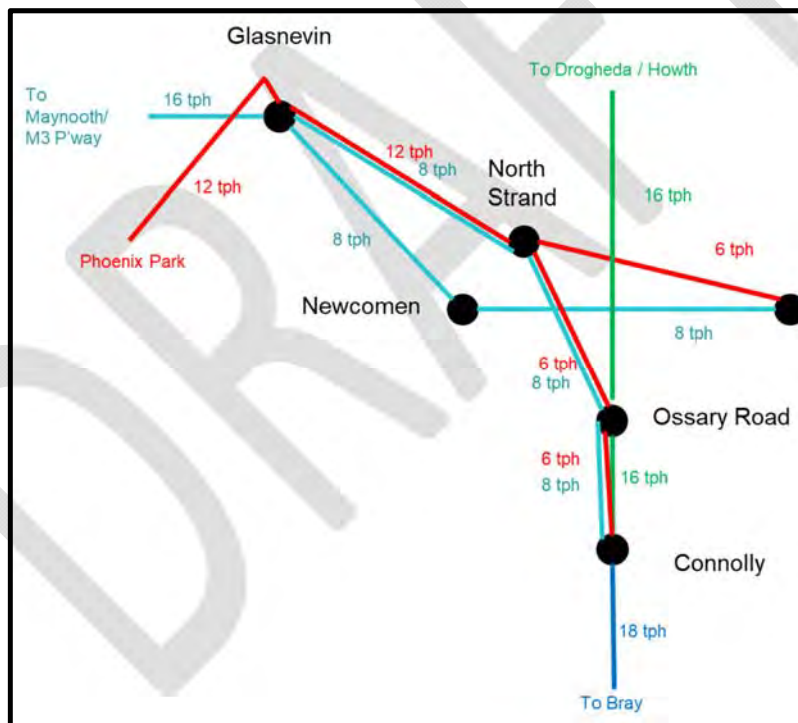 Glasnevin
To Drogheda / Howth
To
Maynooth/
M3 P'way
16 tph
12 tph
8 tph
North
Strand
12 tph
16 tph
8 tph
6 tph
Phoenix Park
Newcomen
8 tph
6 tph
8 tph
Ossary Road
6 tph
8 tph
16 tph
Connolly
18 tph
To Bray